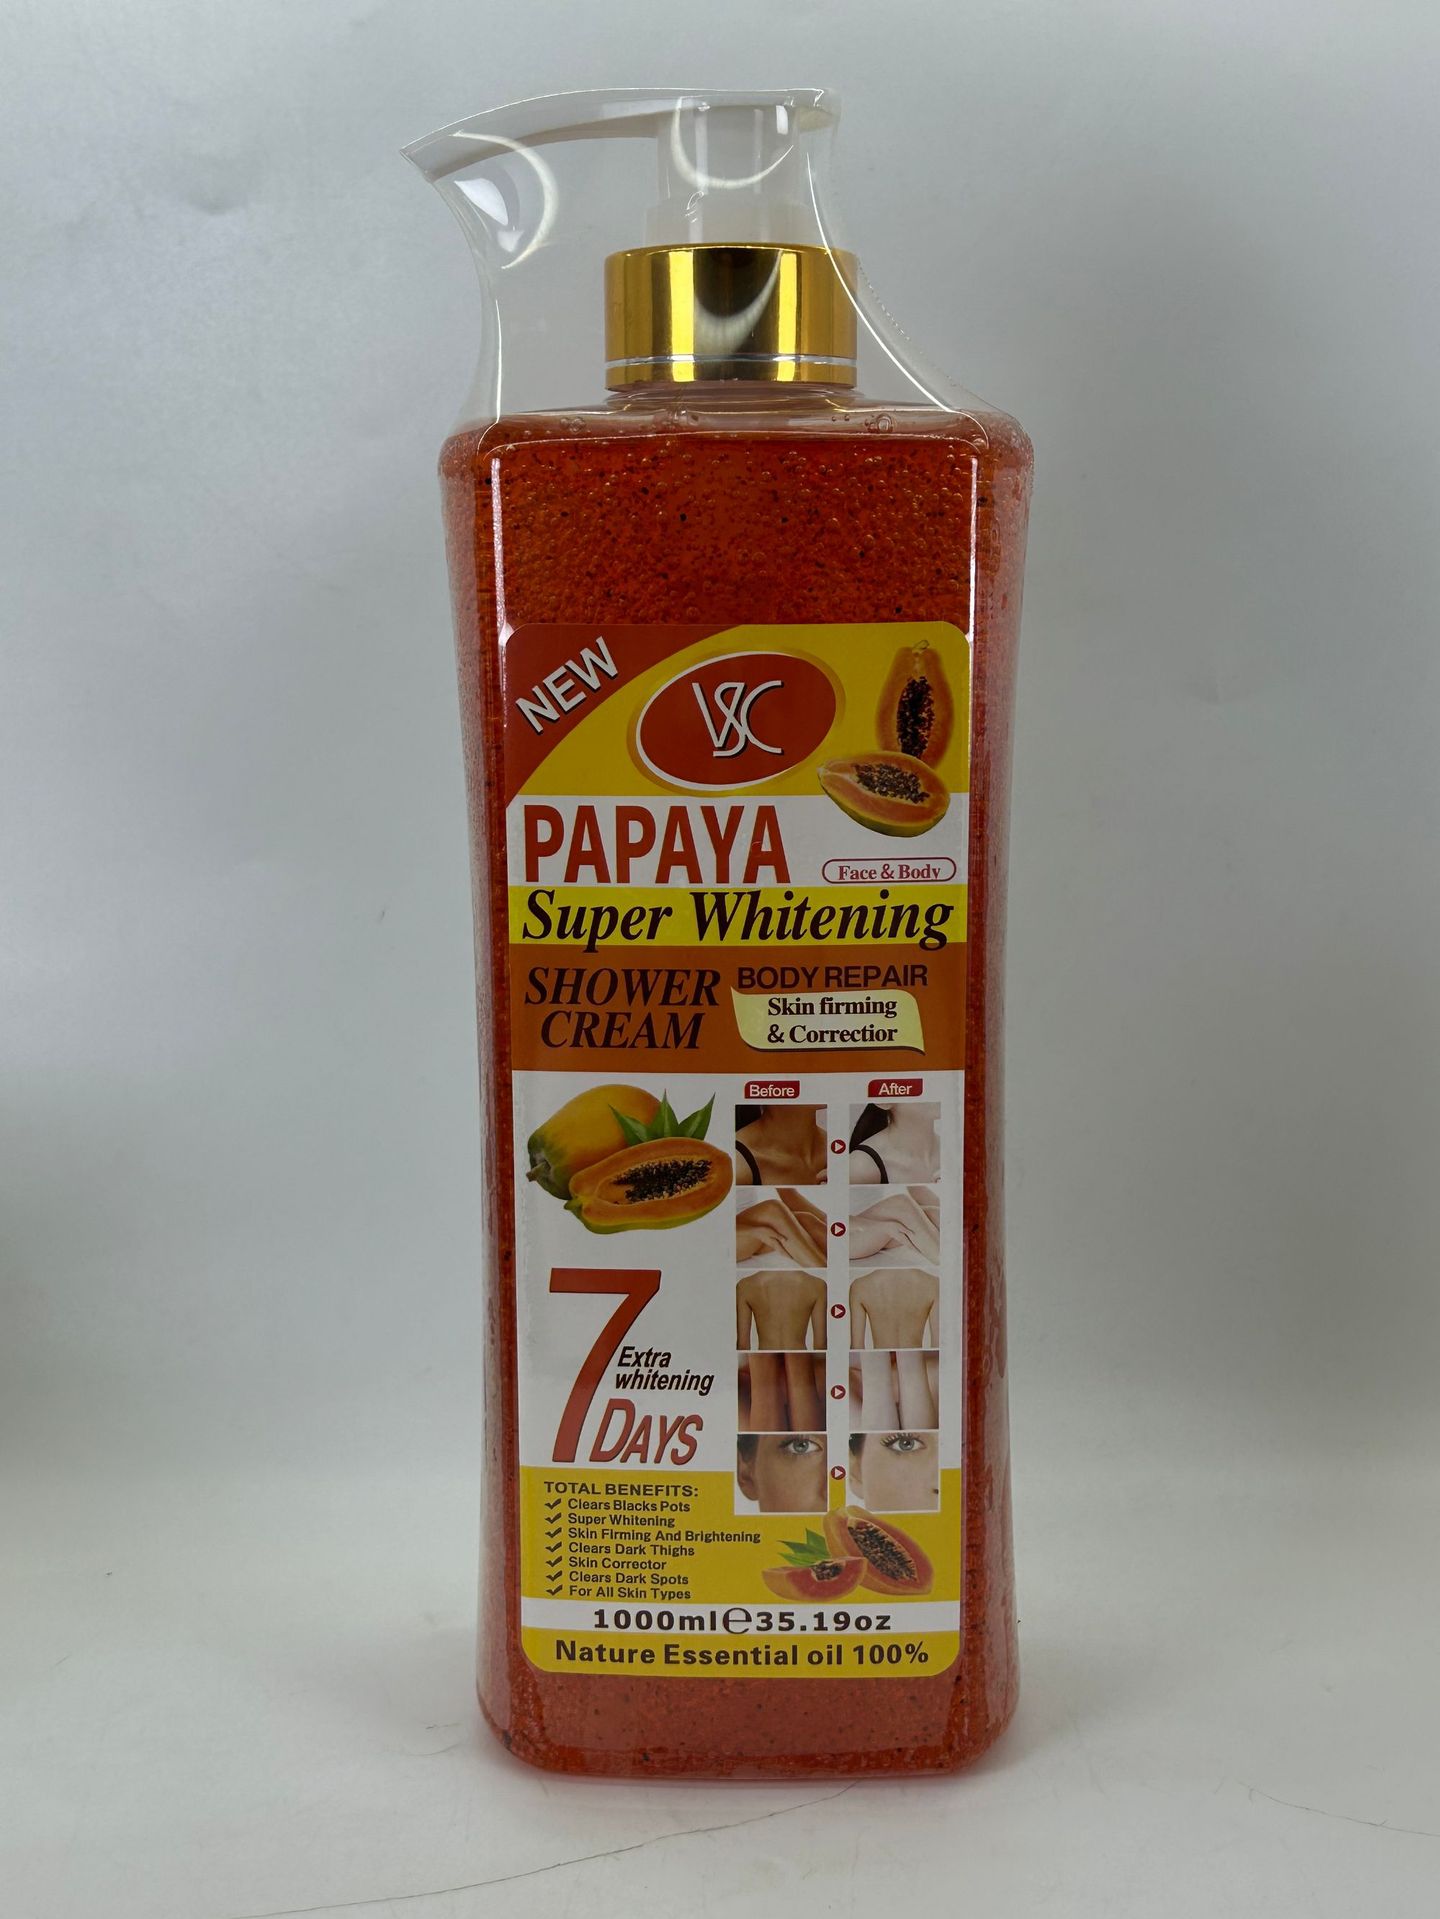 NEW
VSC
PAPAYA
Face & Body
Super Whitening
SHOWER
CREAM
BODY REPAIR
Skin firming
& Correctior
Before
After
7
Extra
whitening
DAYS
TOTAL BENEFITS:
Clears Blacks Pots
Super Whitening
Skin Firming And Brightening
Clears Dark Thighs
Skin Corrector
Clears Dark Spots
For All Skin Types
1000ml℮35.19oz
Nature Essential oil 100%